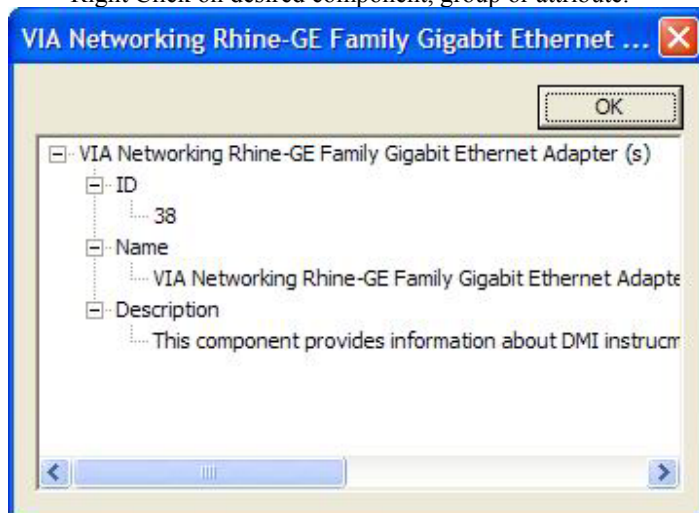 Right Click on desired component, group or attribute.
VIA Networking Rhine-GE Family Gigabit Ethernet ...
OK
VIA Networking Rhine-GE Family Gigabit Ethernet Adapter (s)
ID
38
Name
VIA Networking Rhine-GE Family Gigabit Ethernet Adapte
Description
This component provides information about DMI instrucm